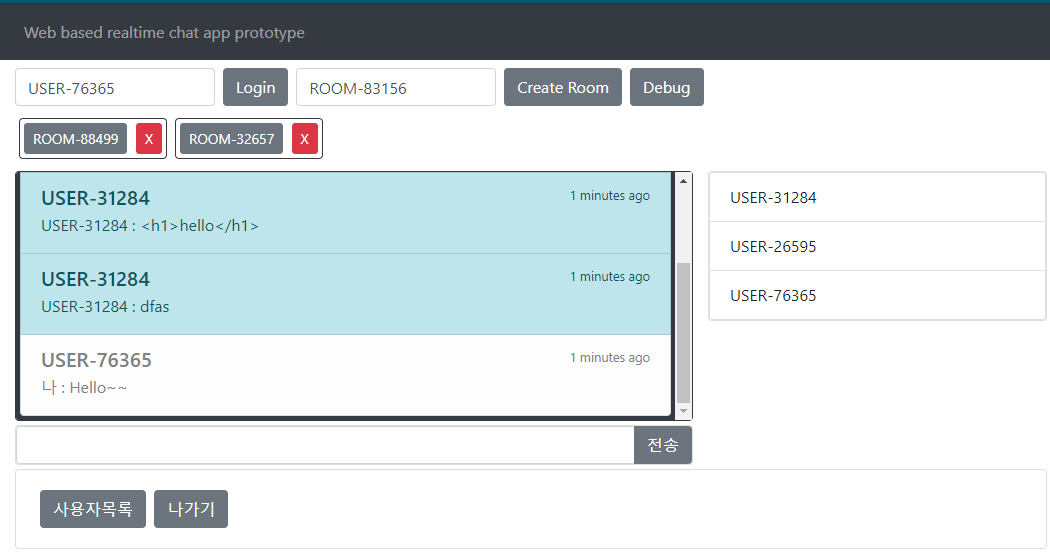 Web based realtime chat app prototype
USER-76365 Login ROOM-83156 Create Room Debug
ROOM-88499 X ROOM-32657 X
USER-31284 1 minutes ago
USER-31284 : <h1>hello</h1>
USER-31284 1 minutes ago
USER-31284 : dfas
USER-76365 1 minutes ago
나 : Hello~~
전송
USER-31284
USER-26595
USER-76365
사용자목록 나가기